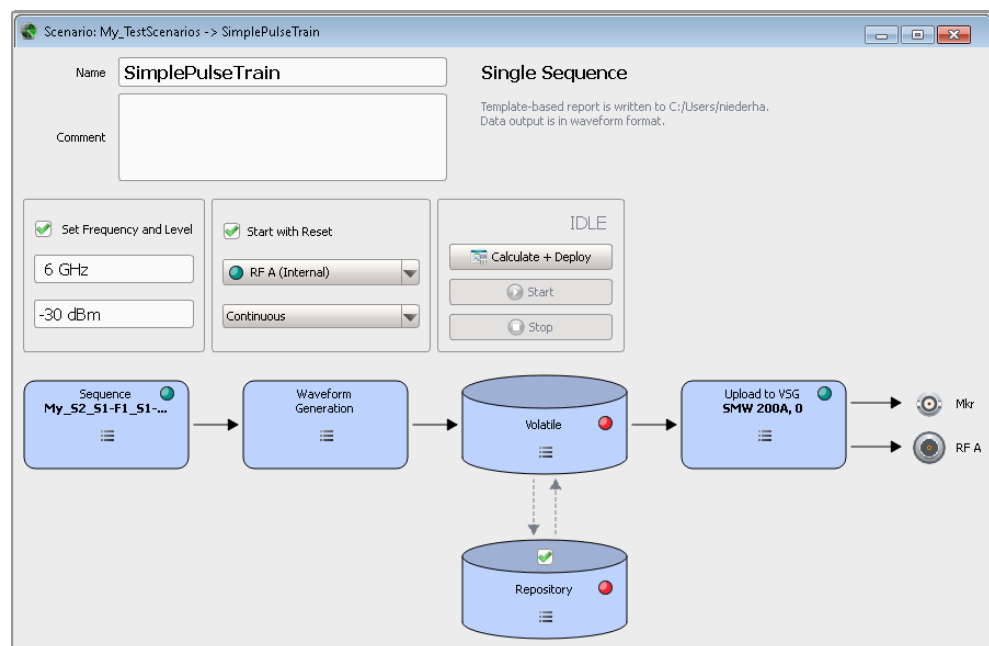 Scenario: My_TestScenarios -> SimplePulseTrain
Name
SimplePulseTrain
Single Sequence
Template-based report is written to C:/Users/niederha.
Data output is in waveform format.
Comment
Set Frequency and Level
6 GHz
-30 dBm
Start with Reset
RF A (Internal)
Continuous
IDLE
Calculate + Deploy
Start
Stop
Sequence
My_S2_S1-F1_S1-...
Waveform
Generation
Volatile
Upload to VSG
SMW 200A, 0
Mkr
RF A
Repository